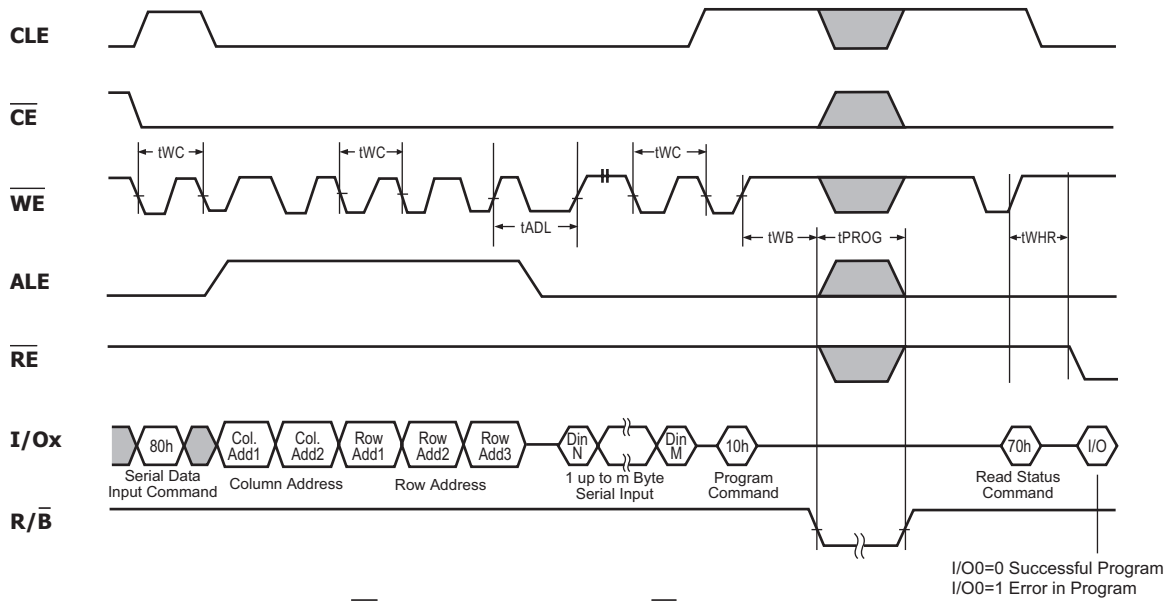 CLE
CE
tWC
tWC
tWC
WE
tADL
tWB
tPROG
tWHR
ALE
RE
I/Ox
80h
Col. Add1
Col. Add2
Row Add1
Row Add2
Row Add3
Din N
Din M
10h
70h
I/O
Serial Data
Input Command
Column Address
Row Address
1 up to m Byte
Serial Input
Program
Command
Read Status
Command
R/B
I/O0=0 Successful Program
I/O0=1 Error in Program